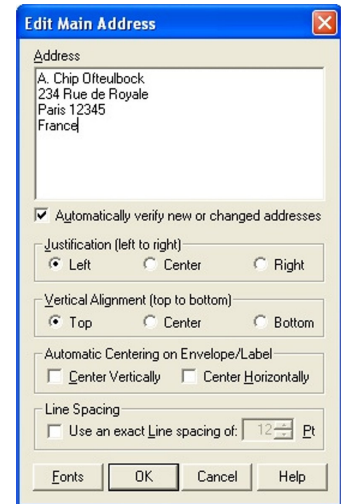 Edit Main Address
Address
A. Chip Ofteulbock
234 Rue de Royale
Paris 12345
France
Automatically verify new or changed addresses
Justification (left to right)
Left Center Right
Vertical Alignment (top to bottom)
Top Center Bottom
Automatic Centering on Envelope/Label
Center Vertically Center Horizontally
Line Spacing
Use an exact Line spacing of: 12 Pt
Fonts OK Cancel Help